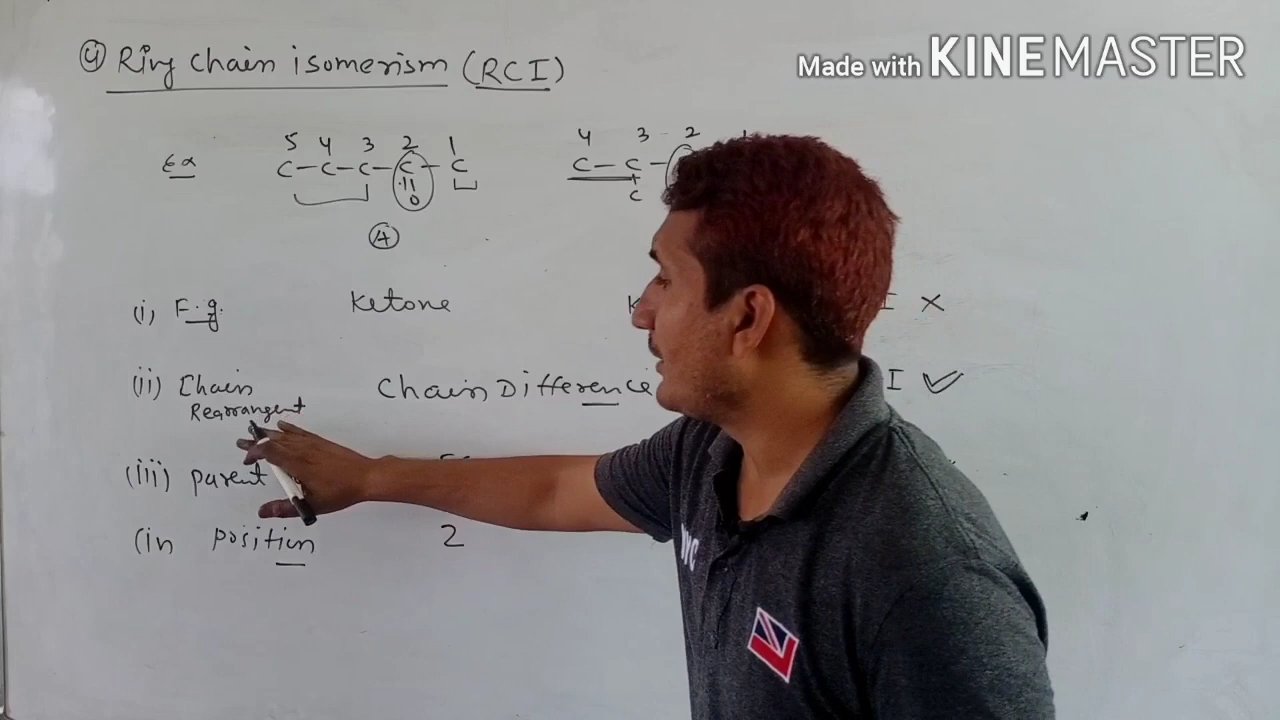 Made with KINEMASTER
④ Ring Chain isomerism (RCI)
5 4 3 2 1
4 3 2
Ex C-C-C-C-C C-C-
O C
A
(i) F.g. Ketone K I ×
(ii) Chain Chain Difference I ✓
Rearrangent
(iii) parent
(iv position 2